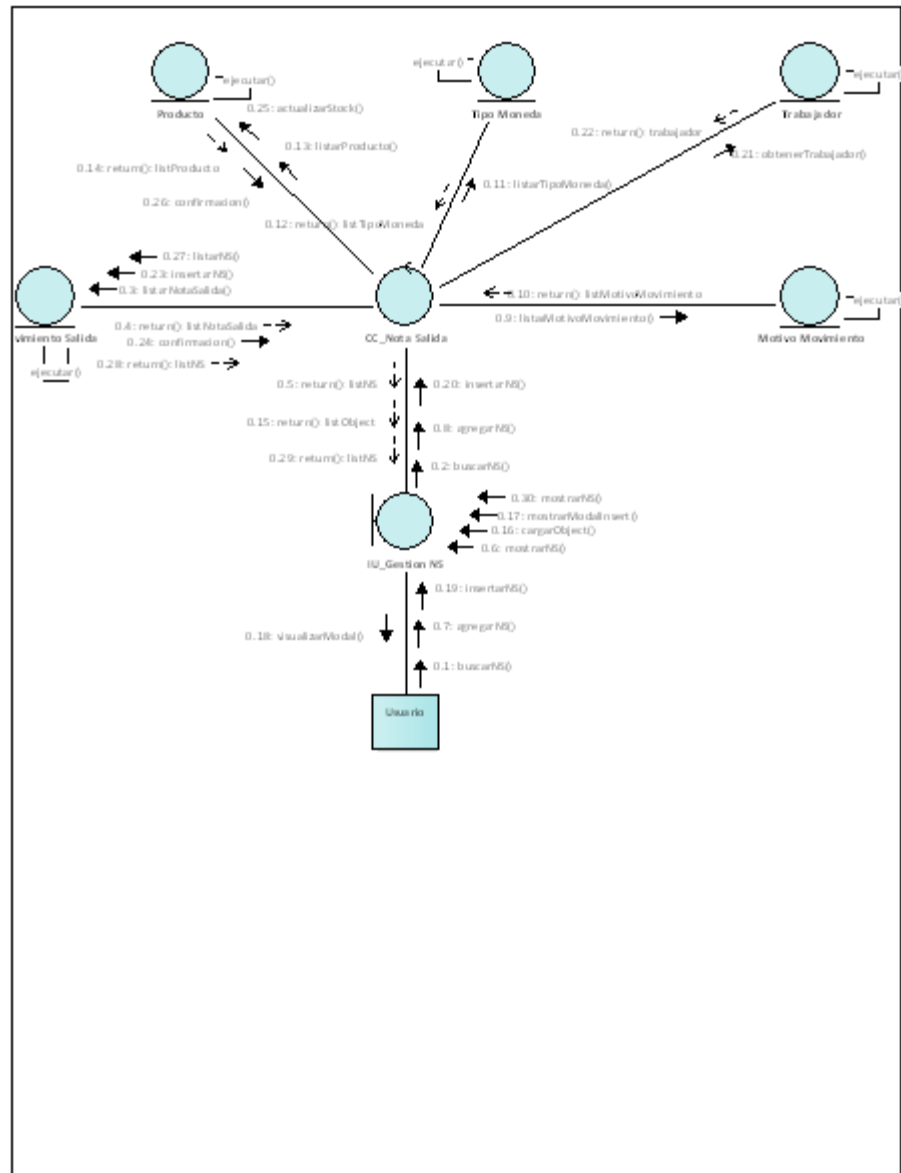 ejecutar()
ejecutar()
ejecutar()
Producto
Tipo Moneda
Trabajador
0.25: actualizarStock()
0.22: return(): trabajador
0.13: listarProducto()
0.21: obtenerTrabajador()
0.14: return(): listProducto
0.11: listarTipoMoneda()
0.26: confirmacion()
0.12: return(): listTipoMoneda
0.27: listarNS()
0.23: insertarNS()
0.3: listarNotaSalida()
0.10: return(): listMotivoMovimiento
ejecutar()
0.9: listaMotivoMovimiento()
0.4: return(): listNotaSalida
vimiento Salida
0.24: confirmacion()
CC_Nota Salida
Motivo Movimiento
0.28: return(): listNS
ejecutar()
0.5: return(): listNS
0.20: insertarNS()
0.15: return(): listObject
0.8: agregarNS()
0.29: return(): listNS
0.2: buscarNS()
0.30: mostrarNS()
0.17: mostrarModalInsert()
0.16: cargarObject()
0.6: mostrarNS()
IU_Gestion NS
0.19: insertarNS()
0.18: visualizarModal()
0.7: agregarNS()
0.1: buscarNS()
Usuario